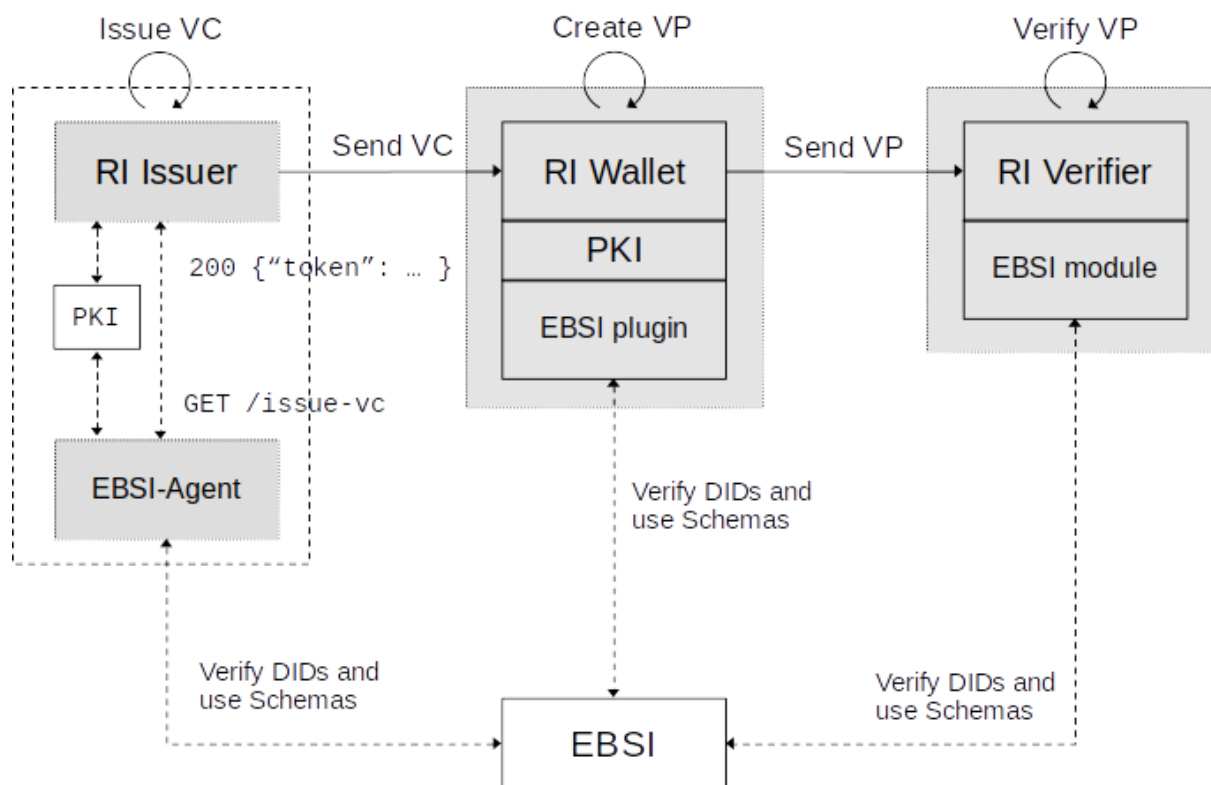 Issue VC
Create VP
Verify VP
RI Issuer
Send VC
RI Wallet
Send VP
RI Verifier
200 {“token”: … }
PKI
EBSI module
PKI
EBSI plugin
GET /issue-vc
EBSI-Agent
Verify DIDs and
use Schemas
Verify DIDs and
use Schemas
Verify DIDs and
use Schemas
EBSI